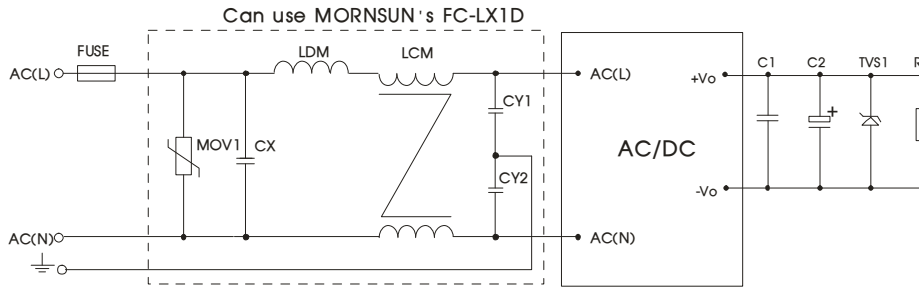 Can use MORNSUN's FC-LX1D
FUSE
LDM
LCM
AC(L)
AC(L)
+Vo
C1
C2
TVS1
R
+
CY1
MOV1
CX
AC/DC
CY2
-Vo
AC(N)
AC(N)